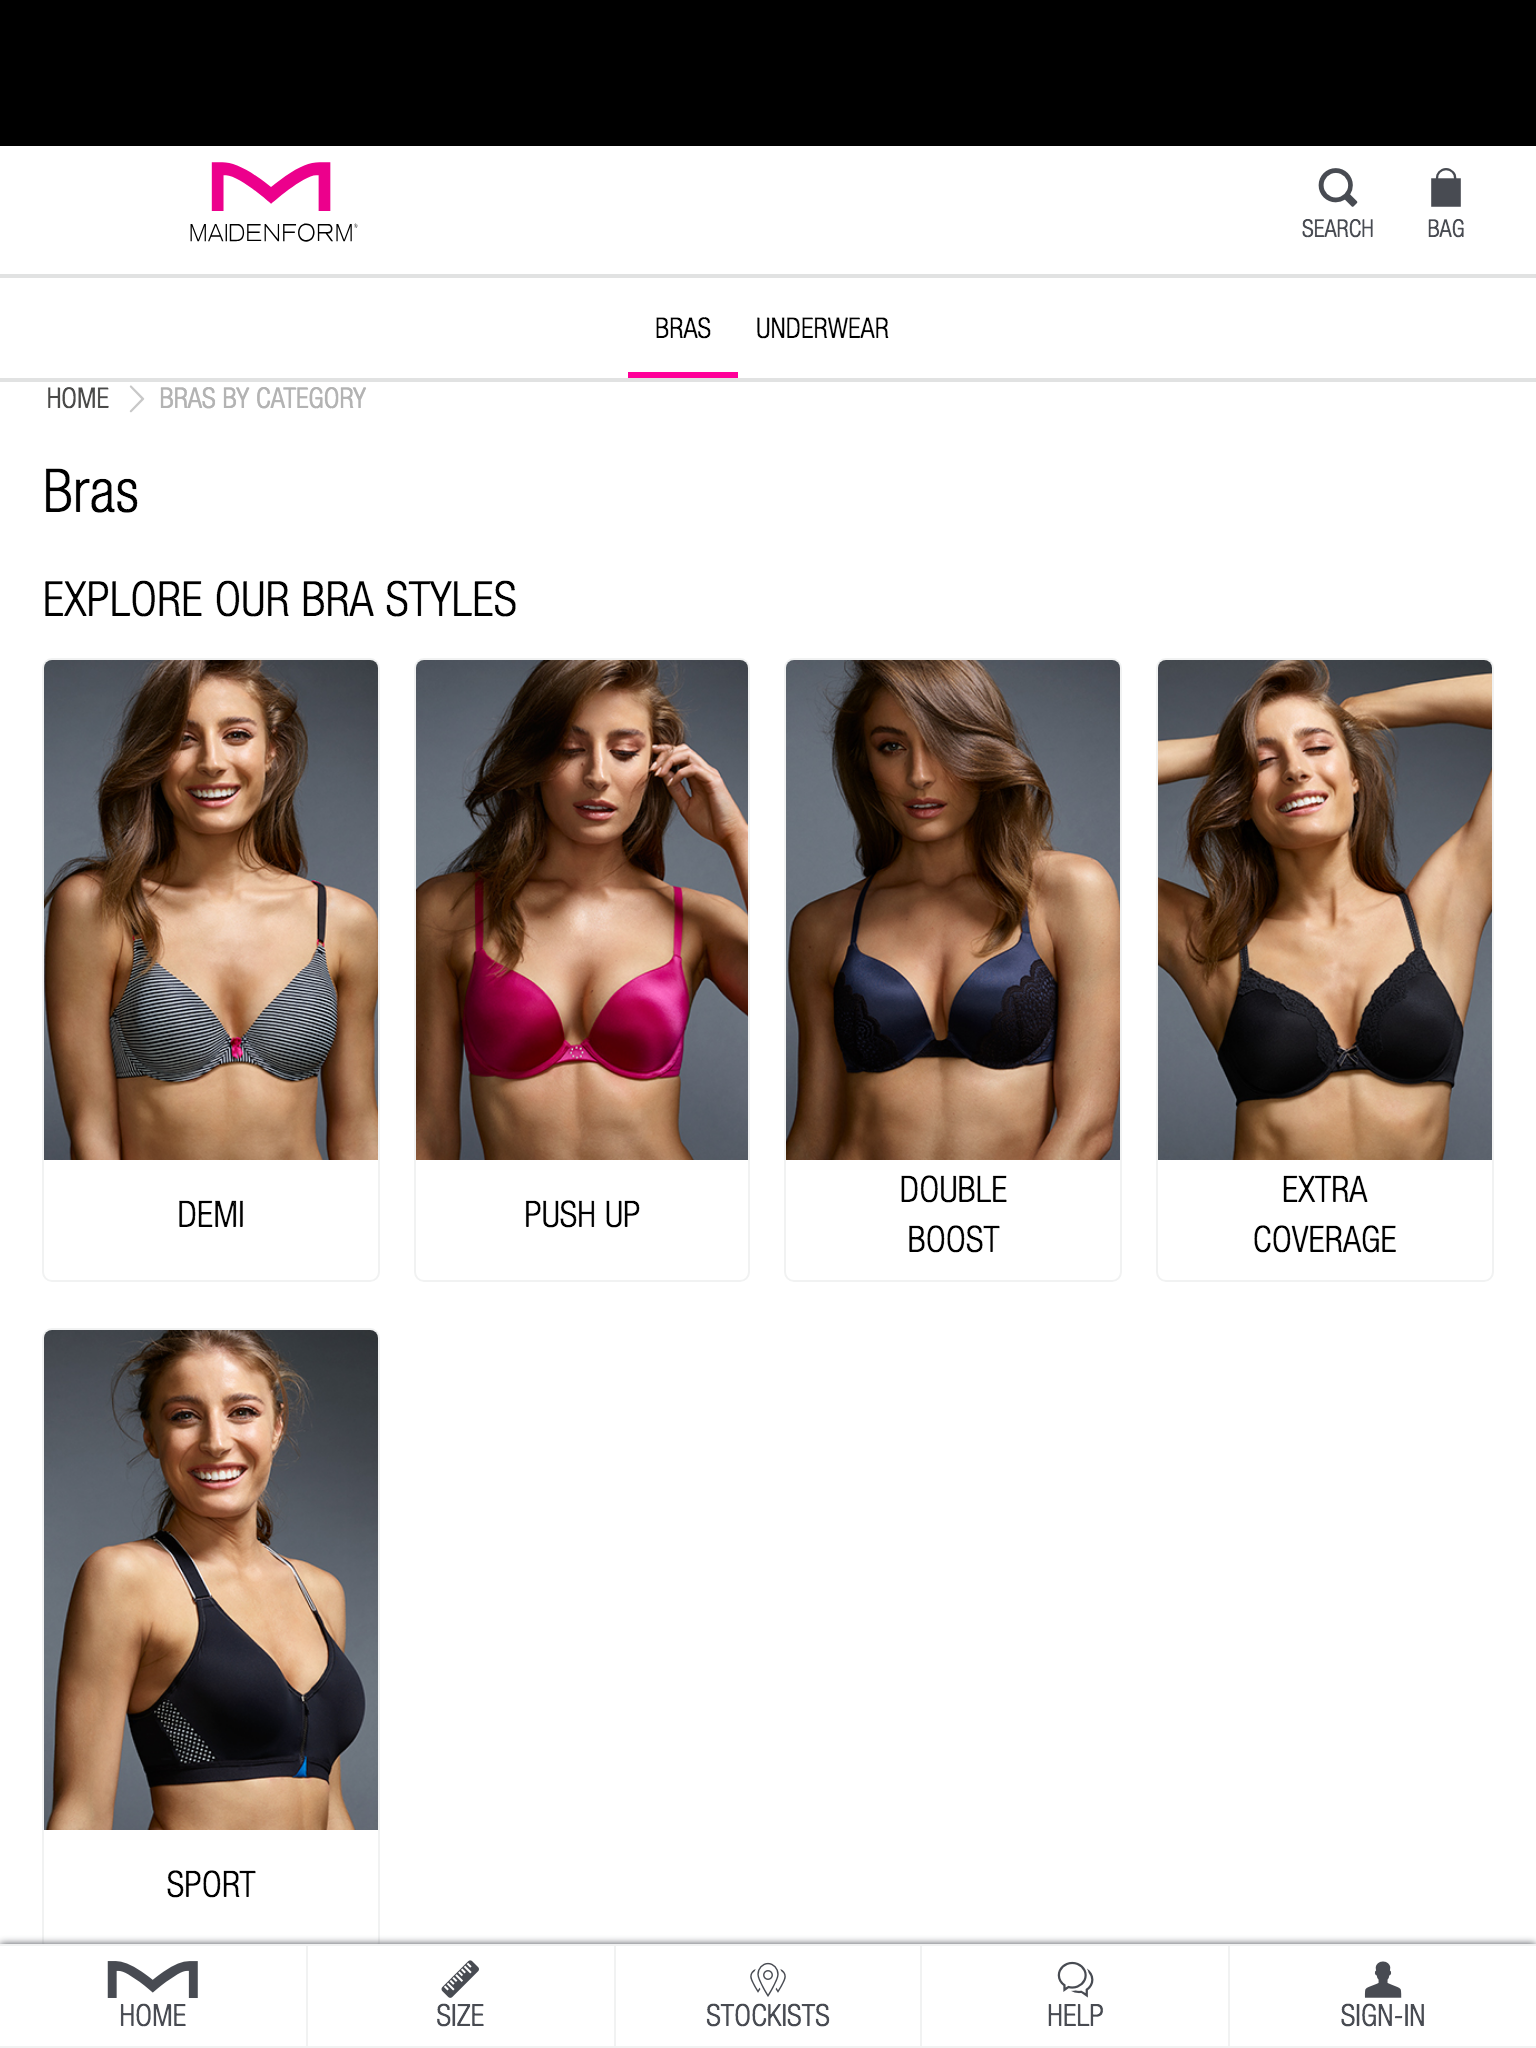 MAIDENFORM®
SEARCH
BAG
BRAS
UNDERWEAR
HOME
BRAS BY CATEGORY
Bras
EXPLORE OUR BRA STYLES
DEMI
PUSH UP
DOUBLE
BOOST
EXTRA
COVERAGE
SPORT
HOME
SIZE
STOCKISTS
HELP
SIGN-IN